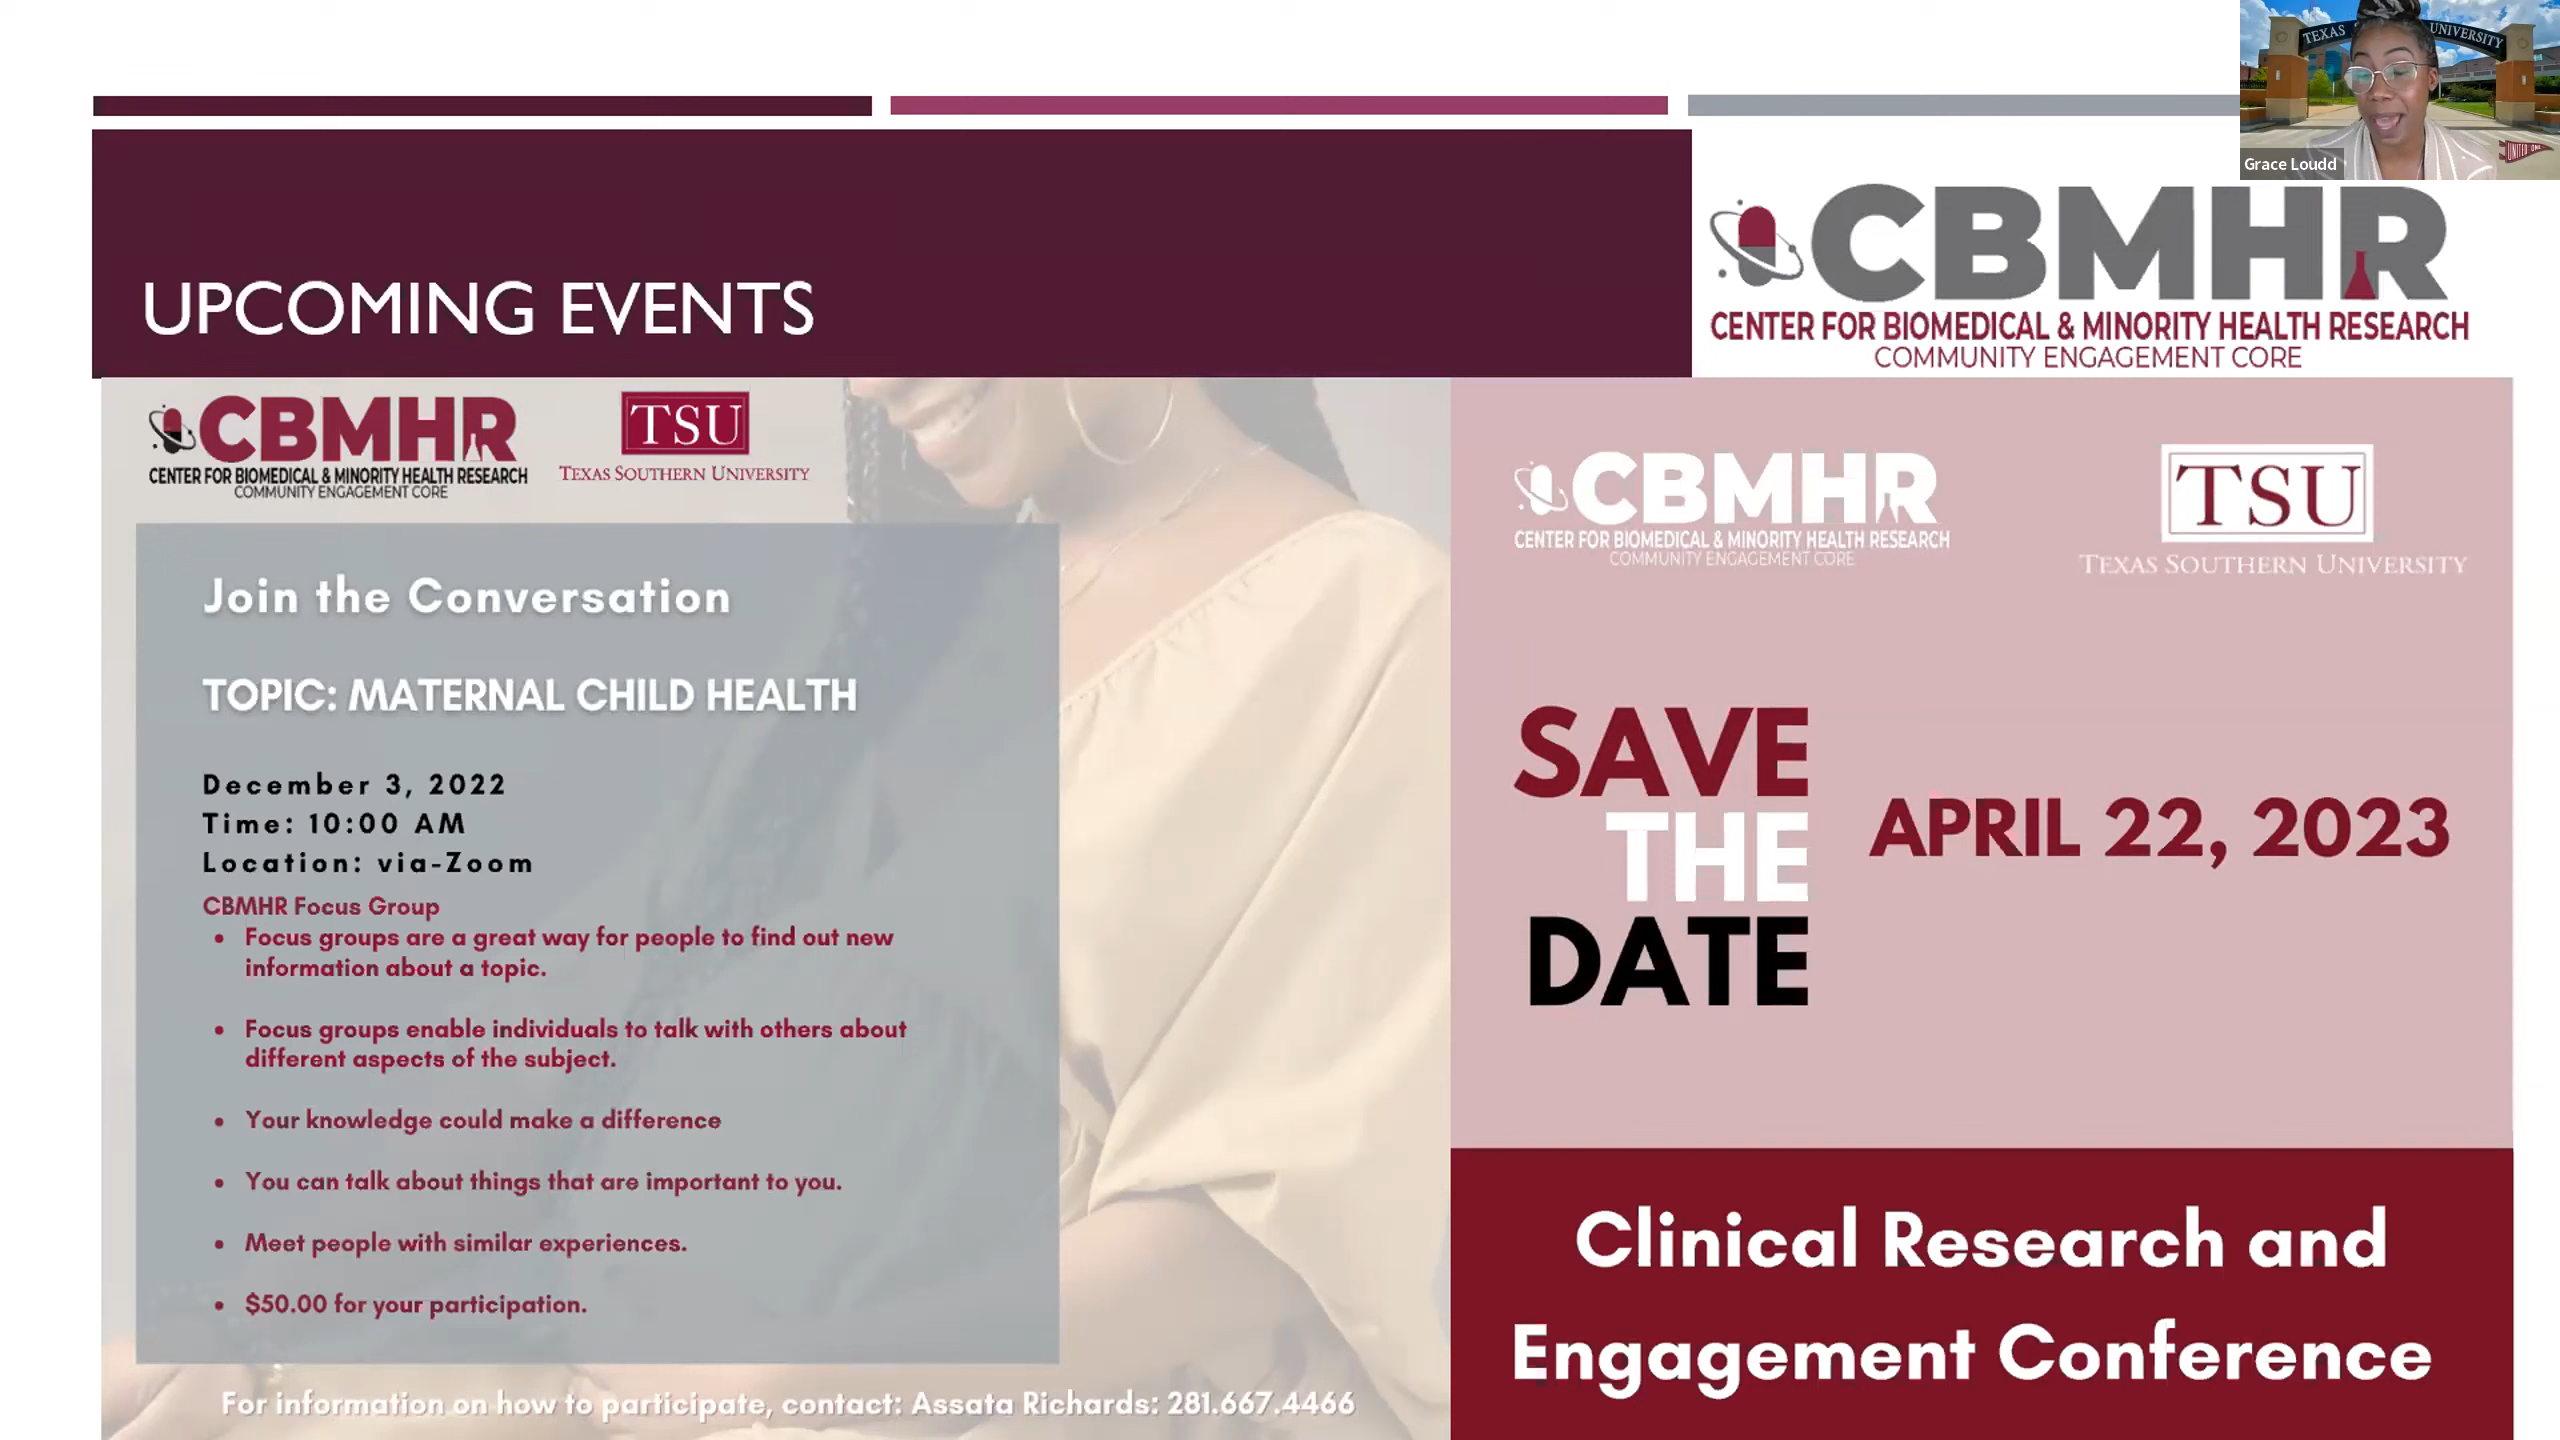 TEXAS UNIVERSITY
UNITED ONE
Grace Loudd
UPCOMING EVENTS
CBMHR
CENTER FOR BIOMEDICAL & MINORITY HEALTH RESEARCH
COMMUNITY ENGAGEMENT CORE
CBMHR
CENTER FOR BIOMEDICAL & MINORITY HEALTH RESEARCH
COMMUNITY ENGAGEMENT CORE
TSU
TEXAS SOUTHERN UNIVERSITY
Join the Conversation
TOPIC: MATERNAL CHILD HEALTH
December 3, 2022
Time: 10:00 AM
Location: via-Zoom
CBMHR Focus Group
• Focus groups are a great way for people to find out new
information about a topic.
• Focus groups enable individuals to talk with others about
different aspects of the subject.
• Your knowledge could make a difference
• You can talk about things that are important to you.
• Meet people with similar experiences.
• $50.00 for your participation.
For information on how to participate, contact: Assata Richards: 281.667.4466
CBMHR
CENTER FOR BIOMEDICAL & MINORITY HEALTH RESEARCH
COMMUNITY ENGAGEMENT CORE
TSU
TEXAS SOUTHERN UNIVERSITY
SAVE
THE
DATE
APRIL 22, 2023
Clinical Research and
Engagement Conference